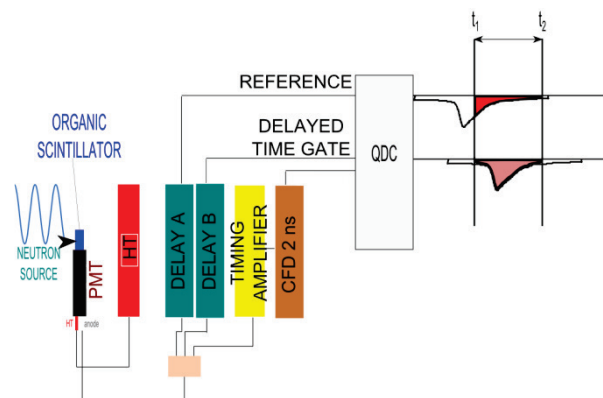 t1
t2
REFERENCE
ORGANIC
SCINTILLATOR
DELAYED
TIME GATE
QDC
NEUTRON
SOURCE
PMT
HT
DELAY A
DELAY B
TIMING
AMPLIFIER
CFD 2 ns
HT
anode